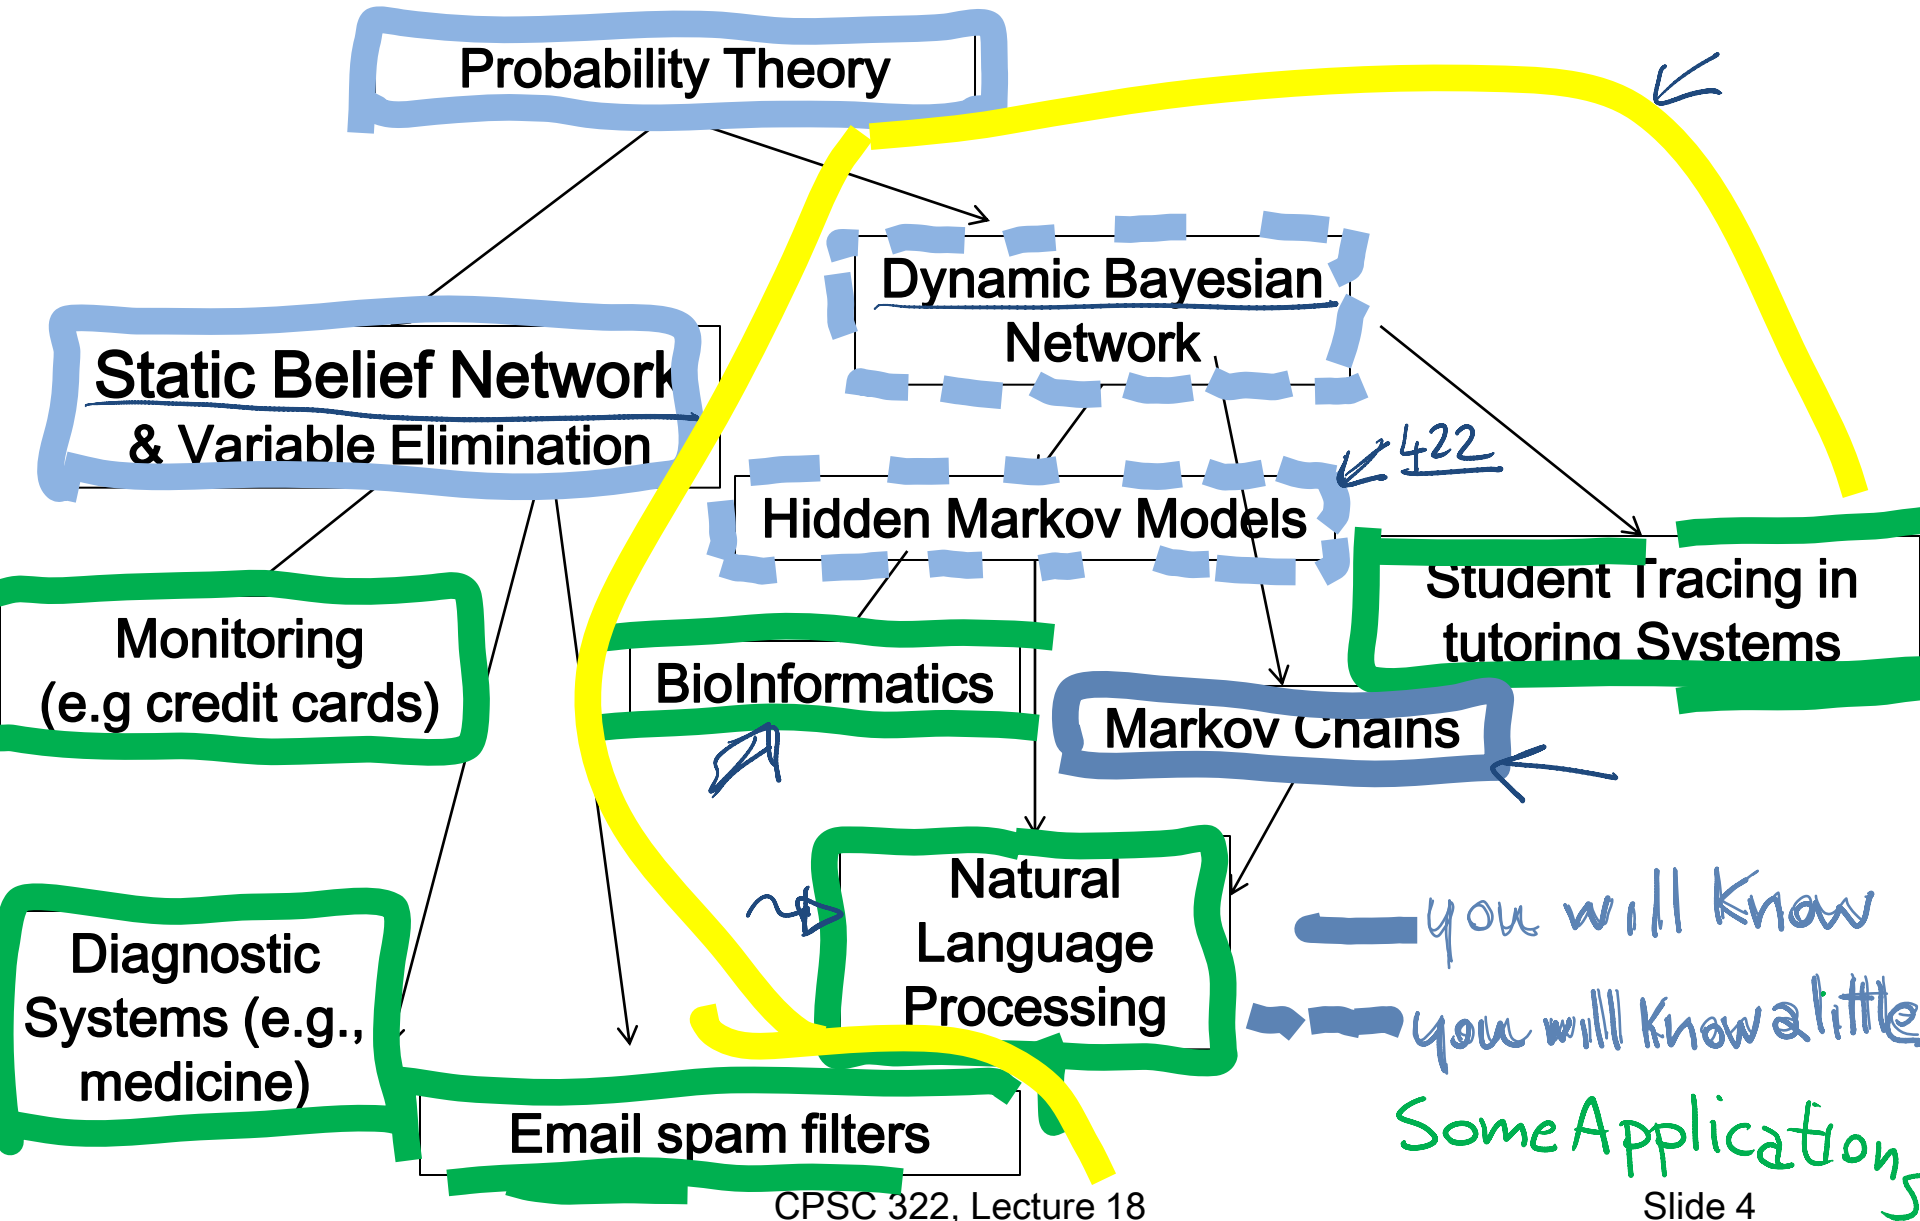 Probability Theory
Dynamic Bayesian
Network
Static Belief Network
& Variable Elimination
422
Hidden Markov Models
Student Tracing in
tutoring Systems
Monitoring
(e.g credit cards)
BioInformatics
Markov Chains
Natural
Language
Processing
you will Know
Diagnostic
Systems (e.g.,
medicine)
you will Know a little
Email spam filters
Some Applications
CPSC 322, Lecture 18
Slide 4